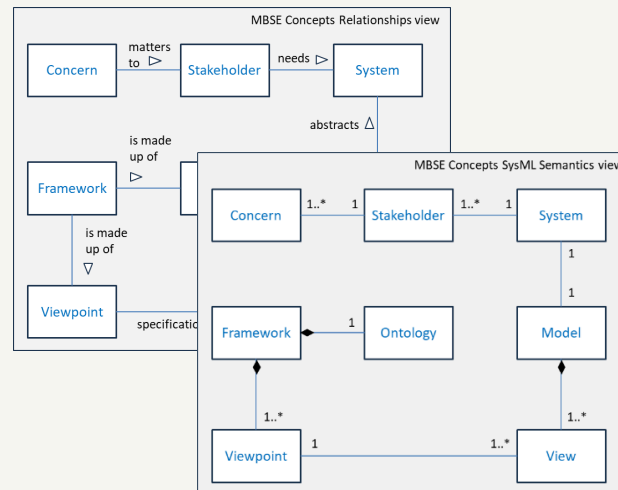 MBSE Concepts Relationships view
matters
to
needs
Concern
Stakeholder
System
abstracts
is made
up of
Framework
is made
up of
Viewpoint
MBSE Concepts SysML Semantics view
Concern
1..*
1
Stakeholder
1..*
1
System
1
1
Framework
1
Ontology
Model
1..*
1..*
Viewpoint
1
1..*
View